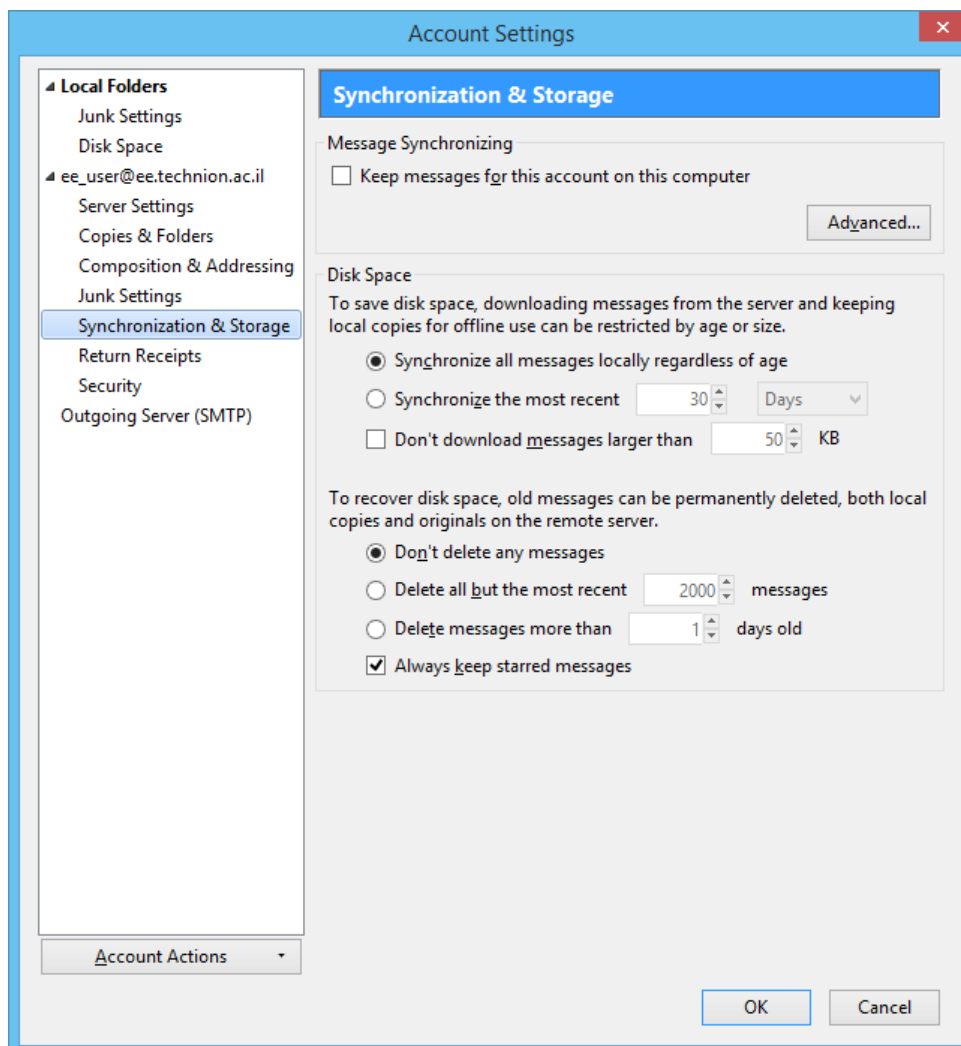 Account Settings
Local Folders
Junk Settings
Disk Space
ee_user@ee.technion.ac.il
Server Settings
Copies & Folders
Composition & Addressing
Junk Settings
Synchronization & Storage
Return Receipts
Security
Outgoing Server (SMTP)
Account Actions
Synchronization & Storage
Message Synchronizing
Keep messages for this account on this computer
Advanced...
Disk Space
To save disk space, downloading messages from the server and keeping
local copies for offline use can be restricted by age or size.
Synchronize all messages locally regardless of age
Synchronize the most recent 30 Days
Don't download messages larger than 50 KB
To recover disk space, old messages can be permanently deleted, both local
copies and originals on the remote server.
Don't delete any messages
Delete all but the most recent 2000 messages
Delete messages more than 1 days old
Always keep starred messages
OK Cancel